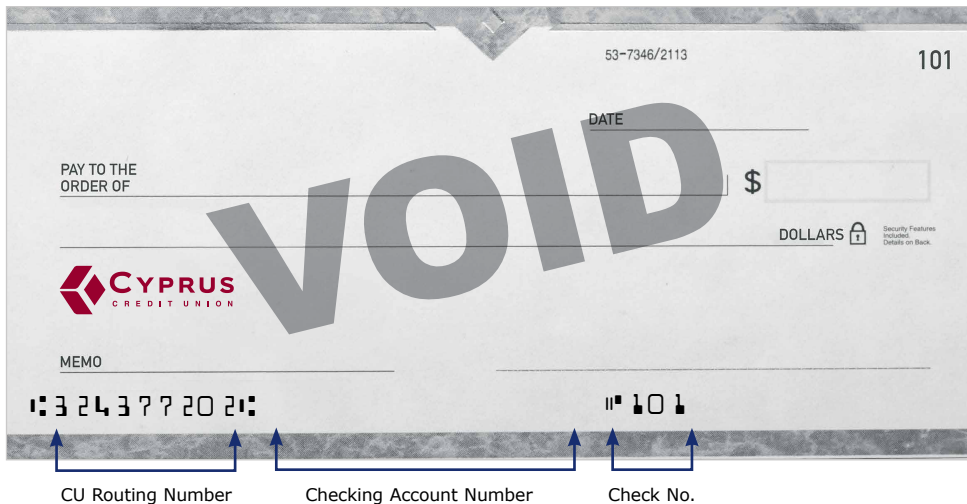 53-7346/2113
101
DATE
PAY TO THE
ORDER OF
$
DOLLARS
Security Features
Included.
Details on Back.
VOID
CYPRUS
CREDIT UNION
MEMO
⑆324377202⑆ ⑈101
CU Routing Number
Checking Account Number
Check No.